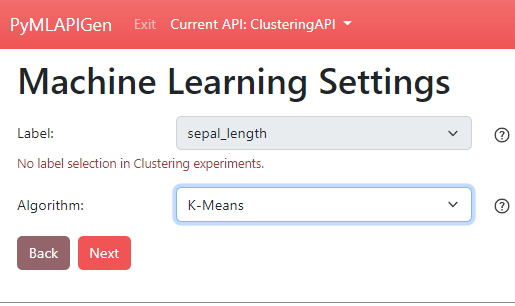 PyMLAPIGen Exit Current API: ClusteringAPI
Machine Learning Settings
Label: sepal_length
No label selection in Clustering experiments.
Algorithm: K-Means
Back Next